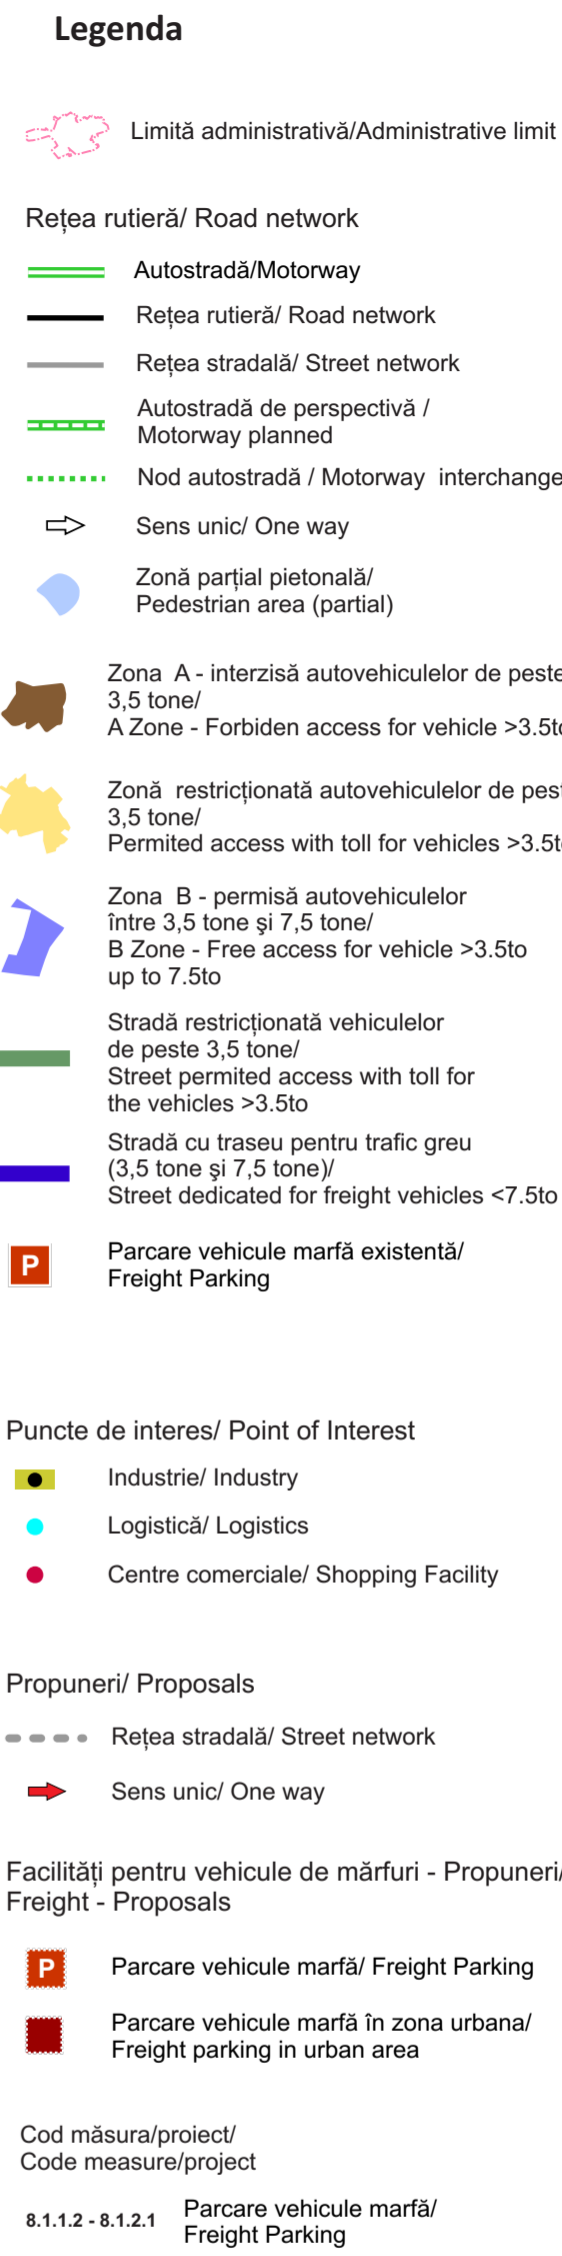 Legenda
Limită administrativă/Administrative limit
Rețea rutieră/ Road network
Autostradă/Motorway
Rețea rutieră/ Road network
Rețea stradală/ Street network
Autostradă de perspectivă /
Motorway planned
Nod autostradă / Motorway interchange
Sens unic/ One way
Zonă parțial pietonală/
Pedestrian area (partial)
Zona A - interzisă autovehiculelor de peste
3,5 tone/
A Zone - Forbiden access for vehicle >3.5to
Zonă restricționată autovehiculelor de pest
3,5 tone/
Permited access with toll for vehicles >3.5t
Zona B - permisă autovehiculelor
între 3,5 tone şi 7,5 tone/
B Zone - Free access for vehicle >3.5to
up to 7.5to
Stradă restricționată vehiculelor
de peste 3,5 tone/
Street permited access with toll for
the vehicles >3.5to
Stradă cu traseu pentru trafic greu
(3,5 tone şi 7,5 tone)/
Street dedicated for freight vehicles <7.5to
P Parcare vehicule marfă existentă/
Freight Parking
Puncte de interes/ Point of Interest
Industrie/ Industry
Logistică/ Logistics
Centre comerciale/ Shopping Facility
Propuneri/ Proposals
Rețea stradală/ Street network
Sens unic/ One way
Facilități pentru vehicule de mărfuri - Propuneri/
Freight - Proposals
P Parcare vehicule marfă/ Freight Parking
Parcare vehicule marfă în zona urbana/
Freight parking in urban area
Cod măsura/proiect/
Code measure/project
8.1.1.2 - 8.1.2.1 Parcare vehicule marfă/
Freight Parking